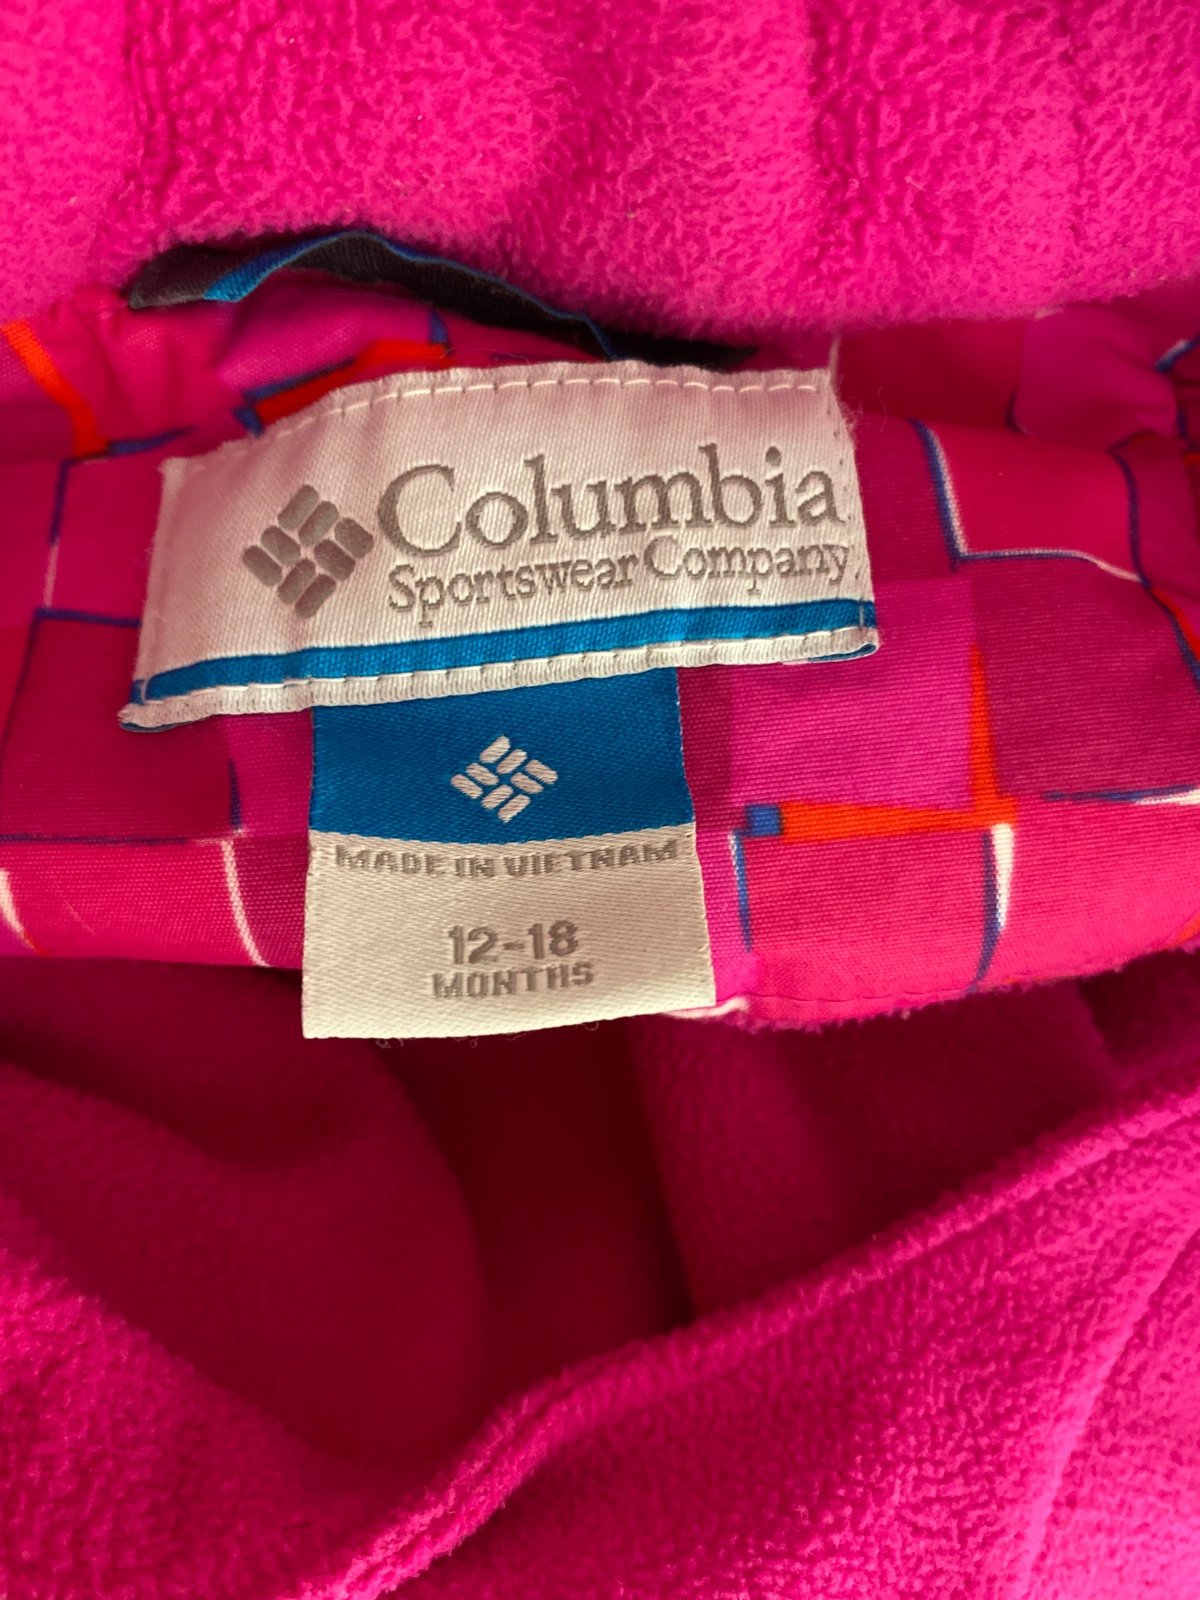 Columbia
Sportswear Company
MADE IN VIETNAM
12-18
MONTHS